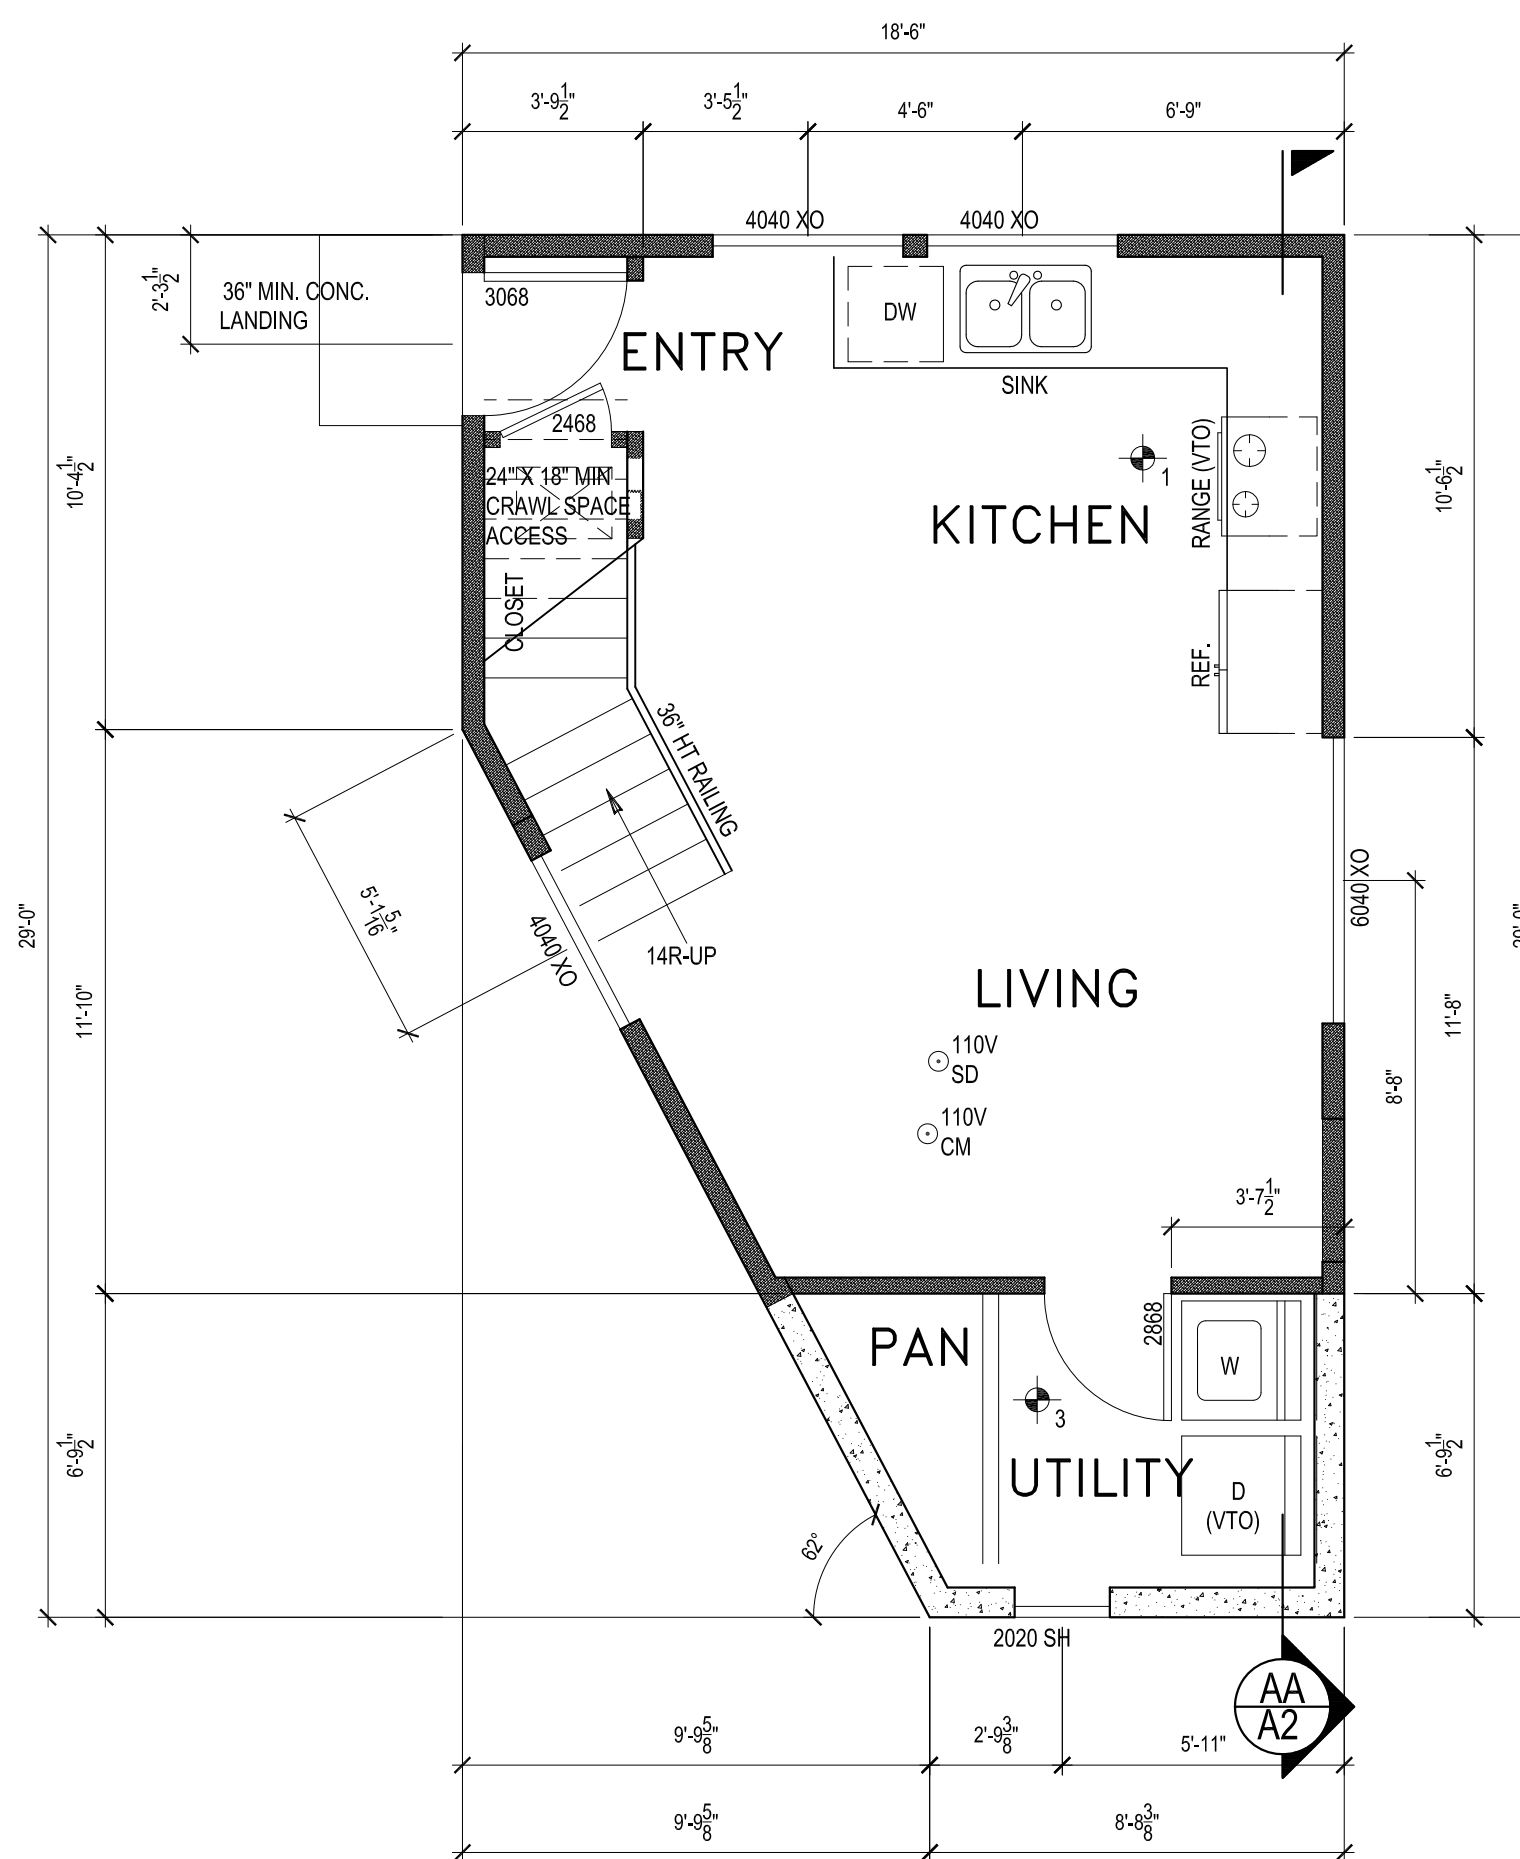 18'-6"
3'-9 1/2"
3'-5 1/2"
4'-6"
6'-9"
4040 XO
4040 XO
2'-3 1/2"
36" MIN. CONC.
LANDING
3068
ENTRY
DW
SINK
2468
10'-4 1/2"
24" X 18" MIN
CRAWL SPACE
ACCESS
CLOSET
1
KITCHEN
RANGE (VTO)
10'-6 1/2"
REF.
36" HT RAILING
5'-1 5/16"
4040 XO
14R-UP
6040 XO
29'-0"
11'-10"
LIVING
11'-8"
8'-8"
110V
SD
110V
CM
3'-7 1/2"
PAN
2868
W
3
6'-9 1/2"
UTILITY
D
(VTO)
6'-9 1/2"
62°
2020 SH
AA
A2
9'-9 5/8"
2'-9 3/8"
5'-11"
9'-9 5/8"
8'-8 3/8"